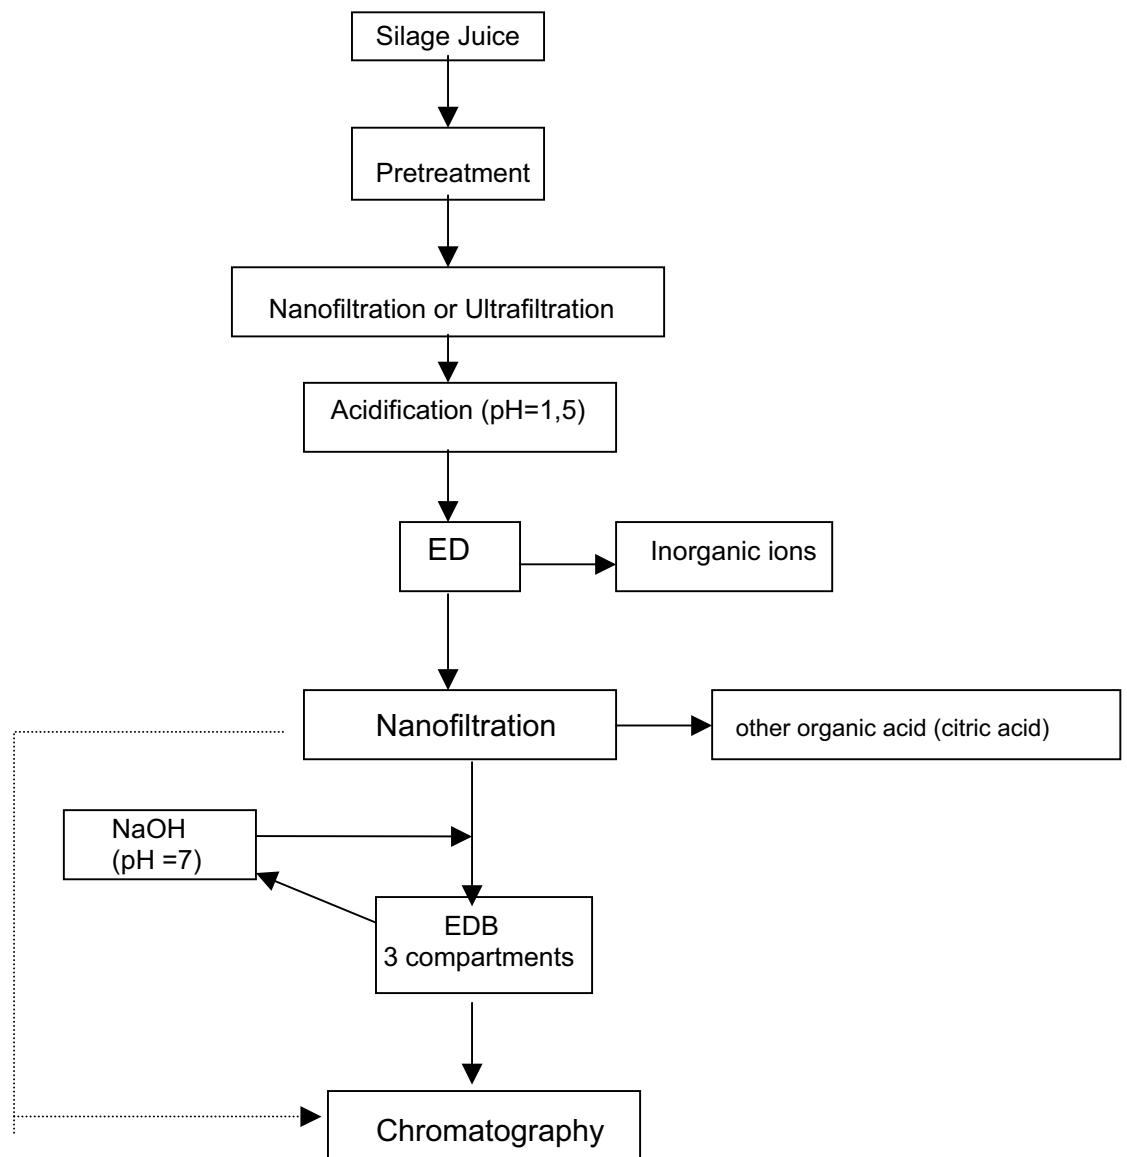 Silage Juice
Pretreatment
Nanofiltration or Ultrafiltration
Acidification (pH=1,5)
ED
Inorganic ions
Nanofiltration
other organic acid (citric acid)
NaOH
(pH =7)
EDB
3 compartments
Chromatography